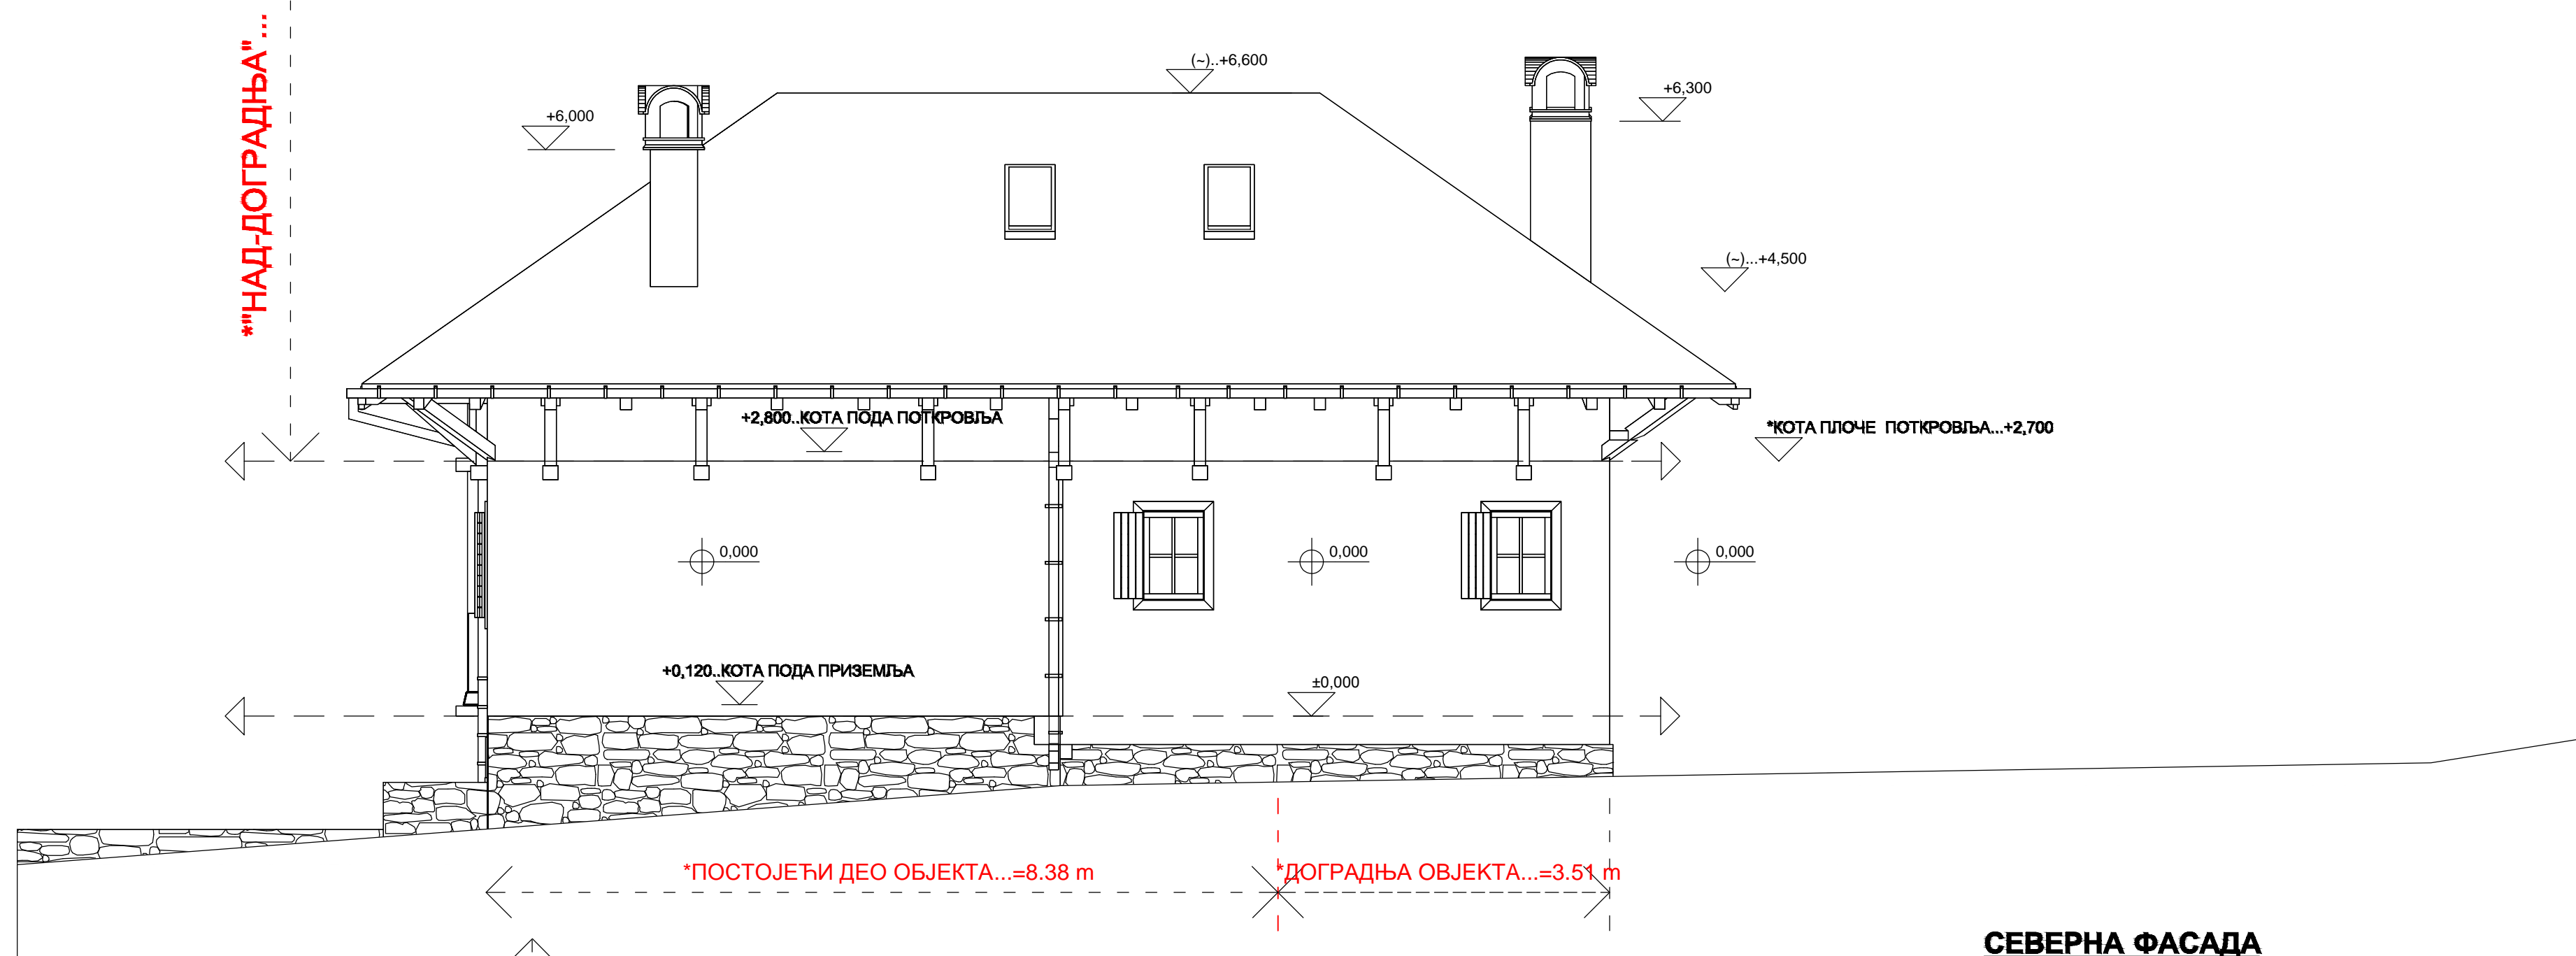 *"НАД-ДОГРАДЊА"...
(~)..+6,600
+6,000
+6,300
(~)...+4,500
+2,800..КОТА ПОДА ПОТКРОВЉА
*КОТА ПЛОЧЕ ПОТКРОВЉА...+2,700
0,000
0,000
0,000
+0,120..КОТА ПОДА ПРИЗЕМЉА
±0,000
*ПОСТОЈЕЋИ ДЕО ОБЈЕКТА...=8.38 m
*ДОГРАДЊА ОВЈЕКТА...=3.51 m
СЕВЕРНА ФАСАДА